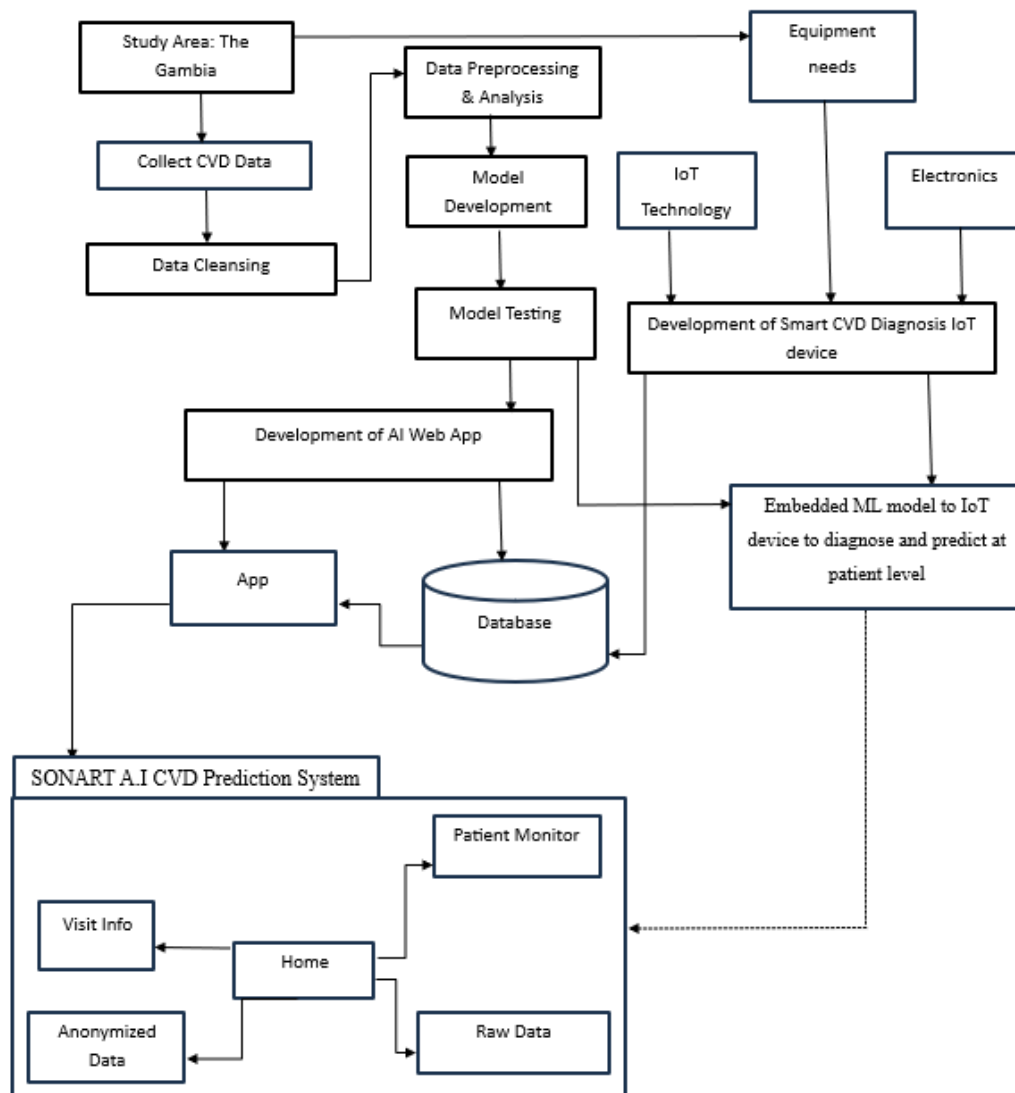 Study Area: The
Gambia
Equipment
needs
Data Preprocessing
& Analysis
Collect CVD Data
Model
Development
IoT
Technology
Electronics
Data Cleansing
Model Testing
Development of Smart CVD Diagnosis IoT
device
Development of AI Web App
Embedded ML model to IoT
device to diagnose and predict at
patient level
App
Database
SONART A.I CVD Prediction System
Patient Monitor
Visit Info
Home
Anonymized
Data
Raw Data